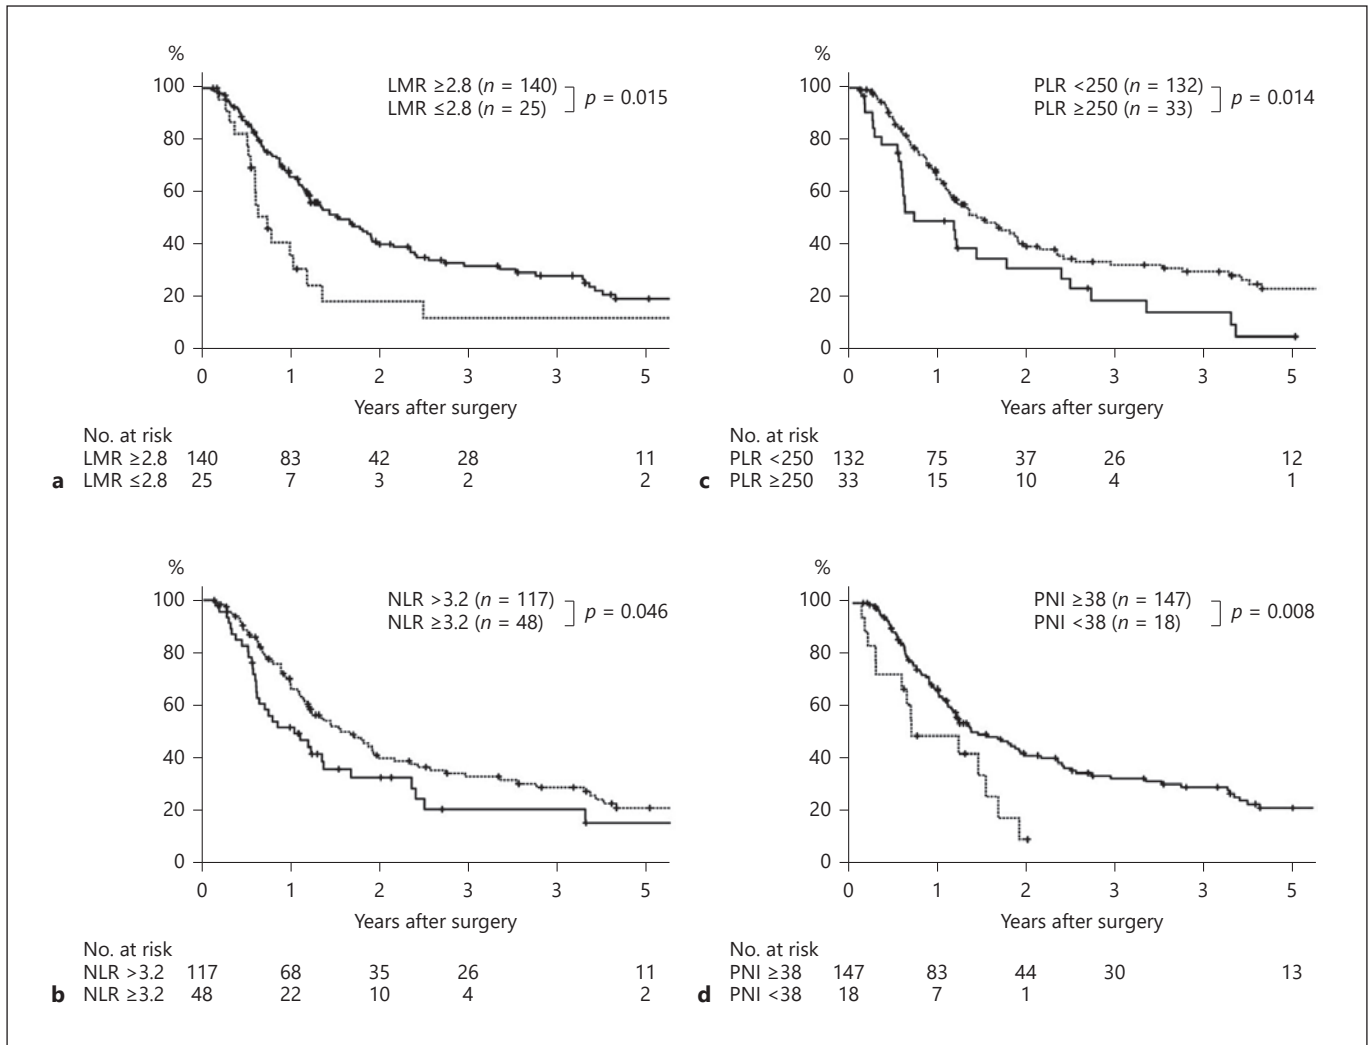 %
100
80
60
40
20
0
LMR ≥2.8 (n = 140)
LMR ≤2.8 (n = 25)
p = 0.015
0 1 2 3 3 5
Years after surgery
No. at risk
LMR ≥2.8 140 83 42 28 11
a LMR ≤2.8 25 7 3 2 2
%
100
80
60
40
20
0
PLR <250 (n = 132)
PLR ≥250 (n = 33)
p = 0.014
0 1 2 3 3 5
Years after surgery
No. at risk
PLR <250 132 75 37 26 12
c PLR ≥250 33 15 10 4 1
%
100
80
60
40
20
0
NLR >3.2 (n = 117)
NLR ≥3.2 (n = 48)
p = 0.046
0 1 2 3 3 5
Years after surgery
No. at risk
NLR >3.2 117 68 35 26 11
b NLR ≥3.2 48 22 10 4 2
%
100
80
60
40
20
0
PNI ≥38 (n = 147)
PNI <38 (n = 18)
p = 0.008
0 1 2 3 3 5
Years after surgery
No. at risk
PNI ≥38 147 83 44 30 13
d PNI <38 18 7 1